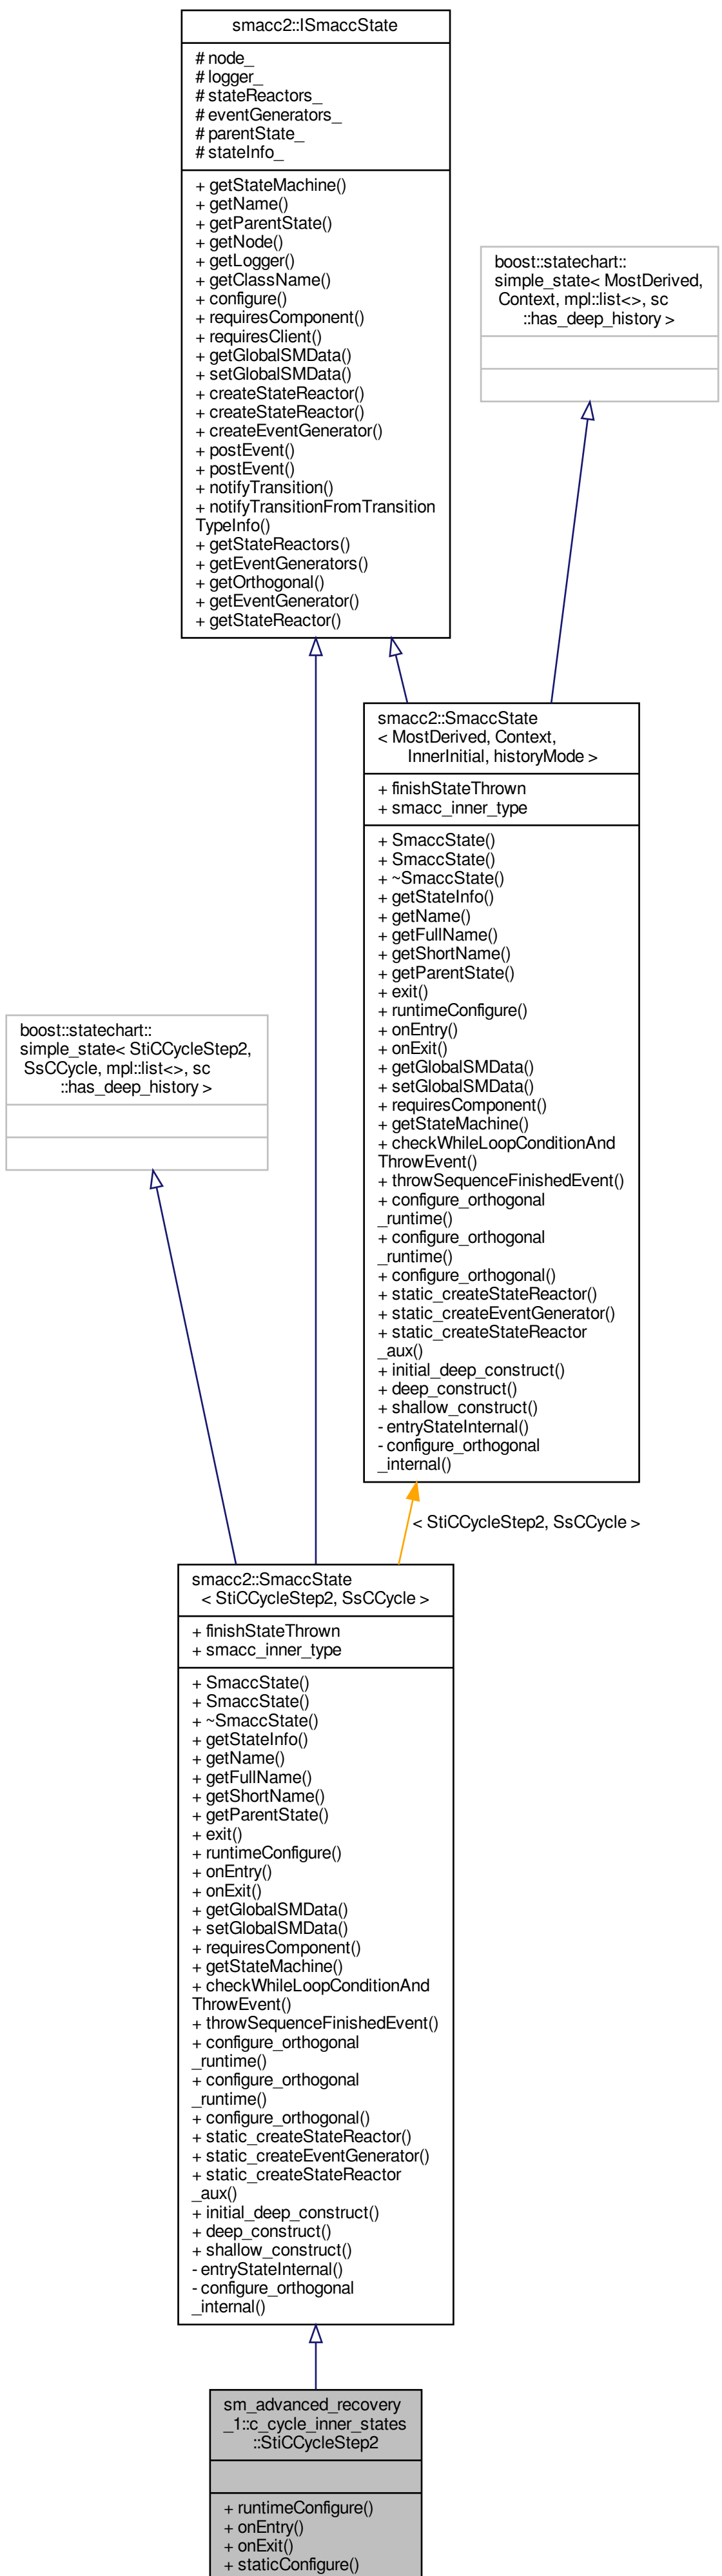 smacc2::ISmaccState
# node_
# logger_
# stateReactors_
# eventGenerators_
# parentState_
# stateInfo_
+ getStateMachine()
+ getName()
+ getParentState()
+ getNode()
+ getLogger()
+ getClassName()
+ configure()
+ requiresComponent()
+ requiresClient()
+ getGlobalSMData()
+ setGlobalSMData()
+ createStateReactor()
+ createStateReactor()
+ createEventGenerator()
+ postEvent()
+ postEvent()
+ notifyTransition()
+ notifyTransitionFromTransition
TypeInfo()
+ getStateReactors()
+ getEventGenerators()
+ getOrthogonal()
+ getEventGenerator()
+ getStateReactor()
boost::statechart::
simple_state< MostDerived,
Context, mpl::list<>, sc
::has_deep_history >
smacc2::SmaccState
< MostDerived, Context,
InnerInitial, historyMode >
+ finishStateThrown
+ smacc_inner_type
+ SmaccState()
+ SmaccState()
+ ~SmaccState()
+ getStateInfo()
+ getName()
+ getFullName()
+ getShortName()
+ getParentState()
+ exit()
+ runtimeConfigure()
+ onEntry()
+ onExit()
+ getGlobalSMData()
+ setGlobalSMData()
+ requiresComponent()
+ getStateMachine()
+ checkWhileLoopConditionAnd
ThrowEvent()
+ throwSequenceFinishedEvent()
+ configure_orthogonal
_runtime()
+ configure_orthogonal
_runtime()
+ configure_orthogonal()
+ static_createStateReactor()
+ static_createEventGenerator()
+ static_createStateReactor
_aux()
+ initial_deep_construct()
+ deep_construct()
+ shallow_construct()
- entryStateInternal()
- configure_orthogonal
_internal()
boost::statechart::
simple_state< StiCCycleStep2,
SsCCycle, mpl::list<>, sc
::has_deep_history >
< StiCCycleStep2, SsCCycle >
smacc2::SmaccState
< StiCCycleStep2, SsCCycle >
+ finishStateThrown
+ smacc_inner_type
+ SmaccState()
+ SmaccState()
+ ~SmaccState()
+ getStateInfo()
+ getName()
+ getFullName()
+ getShortName()
+ getParentState()
+ exit()
+ runtimeConfigure()
+ onEntry()
+ onExit()
+ getGlobalSMData()
+ setGlobalSMData()
+ requiresComponent()
+ getStateMachine()
+ checkWhileLoopConditionAnd
ThrowEvent()
+ throwSequenceFinishedEvent()
+ configure_orthogonal
_runtime()
+ configure_orthogonal
_runtime()
+ configure_orthogonal()
+ static_createStateReactor()
+ static_createEventGenerator()
+ static_createStateReactor
_aux()
+ initial_deep_construct()
+ deep_construct()
+ shallow_construct()
- entryStateInternal()
- configure_orthogonal
_internal()
sm_advanced_recovery
_1::c_cycle_inner_states
::StiCCycleStep2
+ runtimeConfigure()
+ onEntry()
+ onExit()
+ staticConfigure()